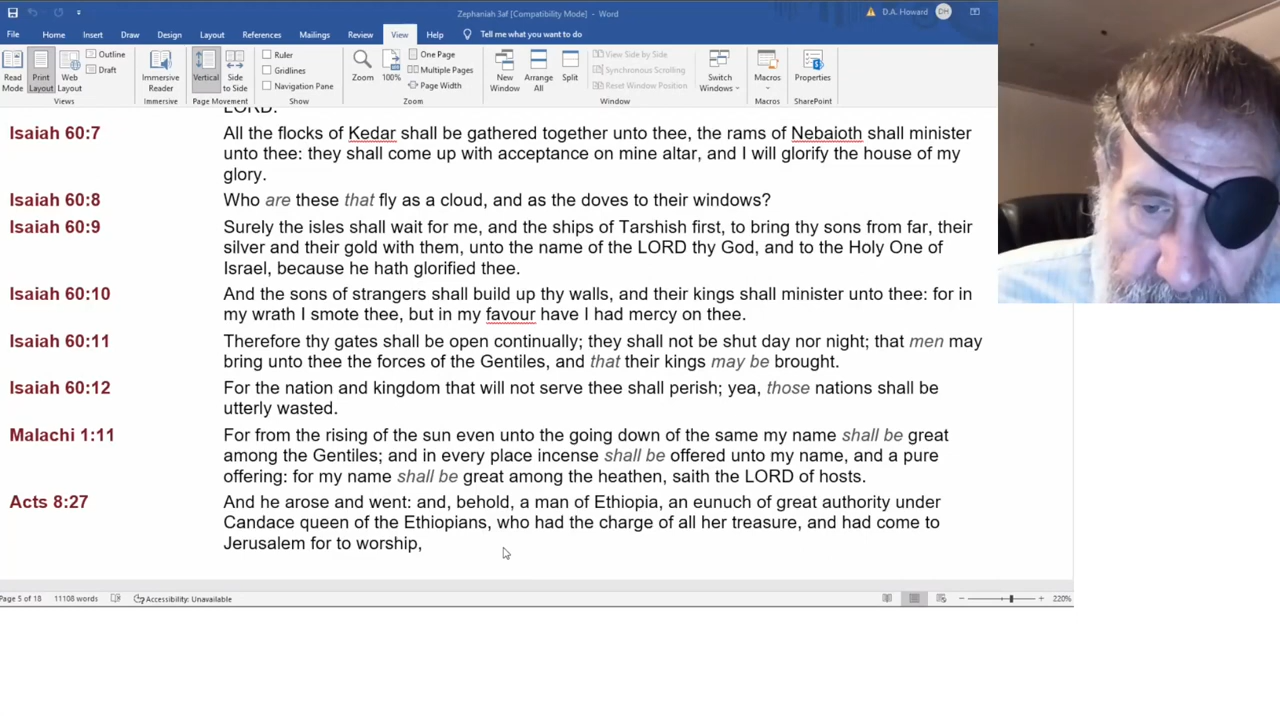 Zephaniah 3af [Compatibility Mode] - Word
D.A. Howard
DH
File Home Insert Draw Design Layout References Mailings Review View Help Tell me what you want to do
Read Mode
Print Layout
Web Layout
Outline
Draft
Views
Immersive Reader
Immersive
Vertical
Side to Side
Page Movement
Ruler
Gridlines
Navigation Pane
Show
Zoom
100%
One Page
Multiple Pages
Page Width
Zoom
New Window
Arrange All
Split
View Side by Side
Synchronous Scrolling
Reset Window Position
Window
Switch Windows
Macros
Macros
Properties
SharePoint
LORD.
Isaiah 60:7 All the flocks of Kedar shall be gathered together unto thee, the rams of Nebaioth shall minister
unto thee: they shall come up with acceptance on mine altar, and I will glorify the house of my
glory.
Isaiah 60:8 Who are these that fly as a cloud, and as the doves to their windows?
Isaiah 60:9 Surely the isles shall wait for me, and the ships of Tarshish first, to bring thy sons from far, their
silver and their gold with them, unto the name of the LORD thy God, and to the Holy One of
Israel, because he hath glorified thee.
Isaiah 60:10 And the sons of strangers shall build up thy walls, and their kings shall minister unto thee: for in
my wrath I smote thee, but in my favour have I had mercy on thee.
Isaiah 60:11 Therefore thy gates shall be open continually; they shall not be shut day nor night; that men may
bring unto thee the forces of the Gentiles, and that their kings may be brought.
Isaiah 60:12 For the nation and kingdom that will not serve thee shall perish; yea, those nations shall be
utterly wasted.
Malachi 1:11 For from the rising of the sun even unto the going down of the same my name shall be great
among the Gentiles; and in every place incense shall be offered unto my name, and a pure
offering: for my name shall be great among the heathen, saith the LORD of hosts.
Acts 8:27 And he arose and went: and, behold, a man of Ethiopia, an eunuch of great authority under
Candace queen of the Ethiopians, who had the charge of all her treasure, and had come to
Jerusalem for to worship,
Page 5 of 18 11108 words Accessibility: Unavailable 220%